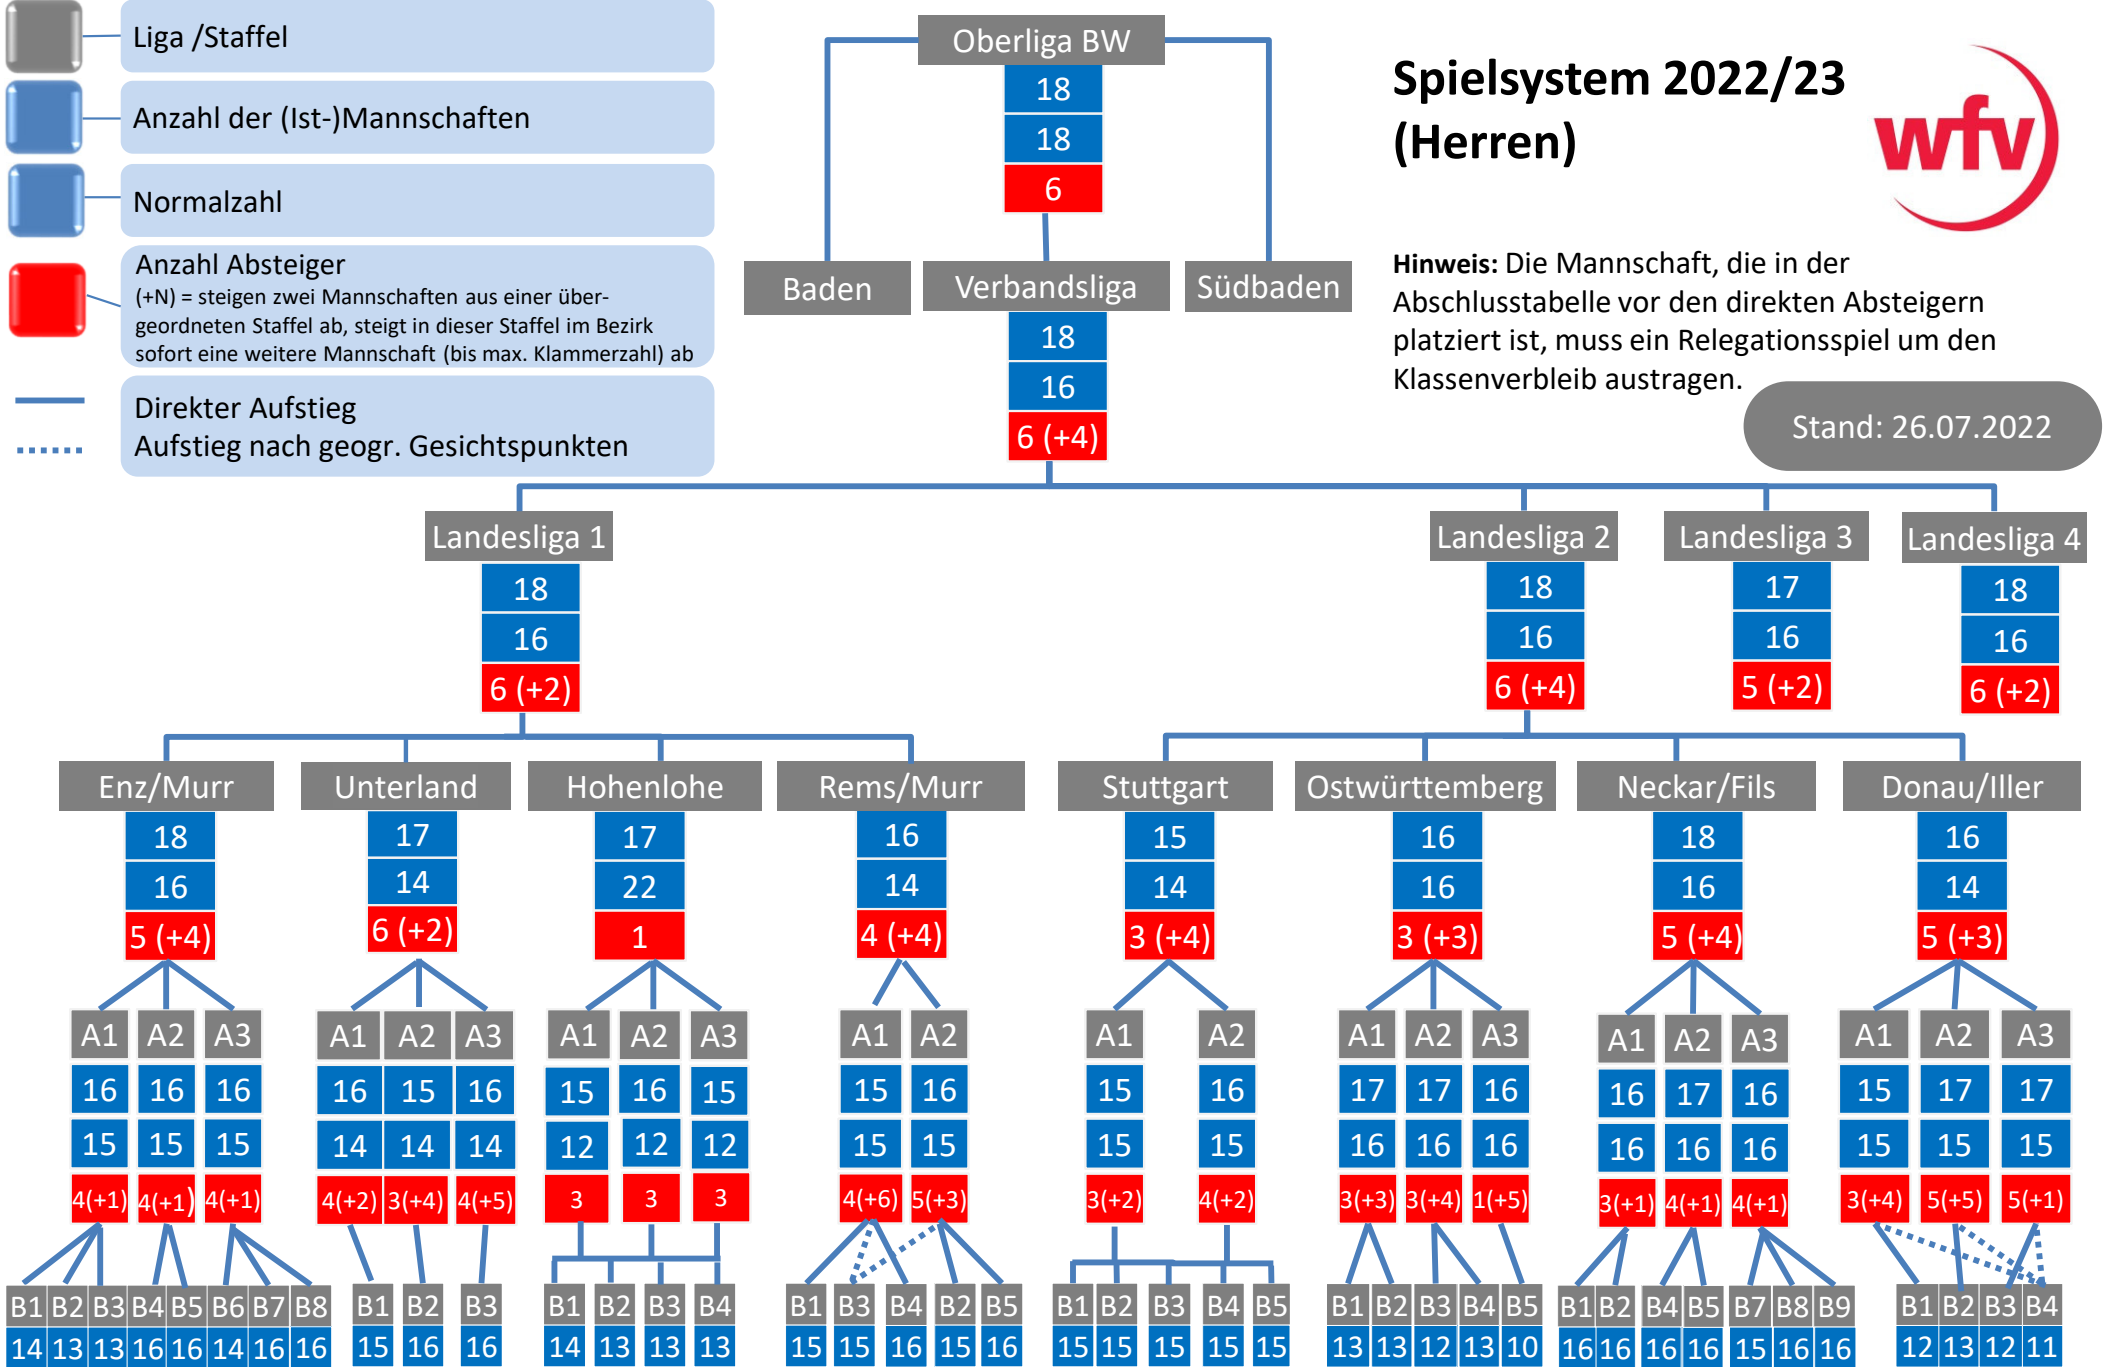 Liga /Staffel
Anzahl der (Ist-)Mannschaften
Normalzahl
Anzahl Absteiger
(+N) = steigen zwei Mannschaften aus einer über-
geordneten Staffel ab, steigt in dieser Staffel im Bezirk
sofort eine weitere Mannschaft (bis max. Klammerzahl) ab
Direkter Aufstieg
Aufstieg nach geogr. Gesichtspunkten
Oberliga BW
18
18
6
Spielsystem 2022/23
(Herren)
wfv
Hinweis: Die Mannschaft, die in der
Abschlusstabelle vor den direkten Absteigern
platziert ist, muss ein Relegationsspiel um den
Klassenverbleib austragen.
Stand: 26.07.2022
Baden Verbandsliga Südbaden
18
16
6 (+4)
Landesliga 1 Landesliga 2 Landesliga 3 Landesliga 4
18 18 17 18
16 16 16 16
6 (+2) 6 (+4) 5 (+2) 6 (+2)
Enz/Murr Unterland Hohenlohe Rems/Murr Stuttgart Ostwürttemberg Neckar/Fils Donau/Iller
18 17 17 16 15 16 18 16
16 14 22 14 14 16 16 14
5 (+4) 6 (+2) 1 4 (+4) 3 (+4) 3 (+3) 5 (+4) 5 (+3)
A1 A2 A3 A1 A2 A3 A1 A2 A3 A1 A2 A1 A2 A1 A2 A3 A1 A2 A3 A1 A2 A3
16 16 16 16 15 16 15 16 15 15 16 15 16 17 17 16 16 17 16 15 17 17
15 15 15 14 14 14 12 12 12 15 15 15 15 16 16 16 16 16 16 15 15 15
4(+1) 4(+1) 4(+1) 4(+2) 3(+4) 4(+5) 3 3 3 4(+6) 5(+3) 3(+2) 4(+2) 3(+3) 3(+4) 1(+5) 3(+1) 4(+1) 4(+1) 3(+4) 5(+5) 5(+1)
B1 B2 B3 B4 B5 B6 B7 B8 B1 B2 B3 B1 B2 B3 B4 B1 B3 B4 B2 B5 B1 B2 B3 B4 B5 B1 B2 B3 B4 B5 B1 B2 B4 B5 B7 B8 B9 B1 B2 B3 B4
14 13 13 16 16 14 16 16 15 16 16 14 13 13 13 15 15 16 15 16 15 15 15 15 15 13 13 12 13 10 16 16 16 16 15 16 16 12 13 12 11